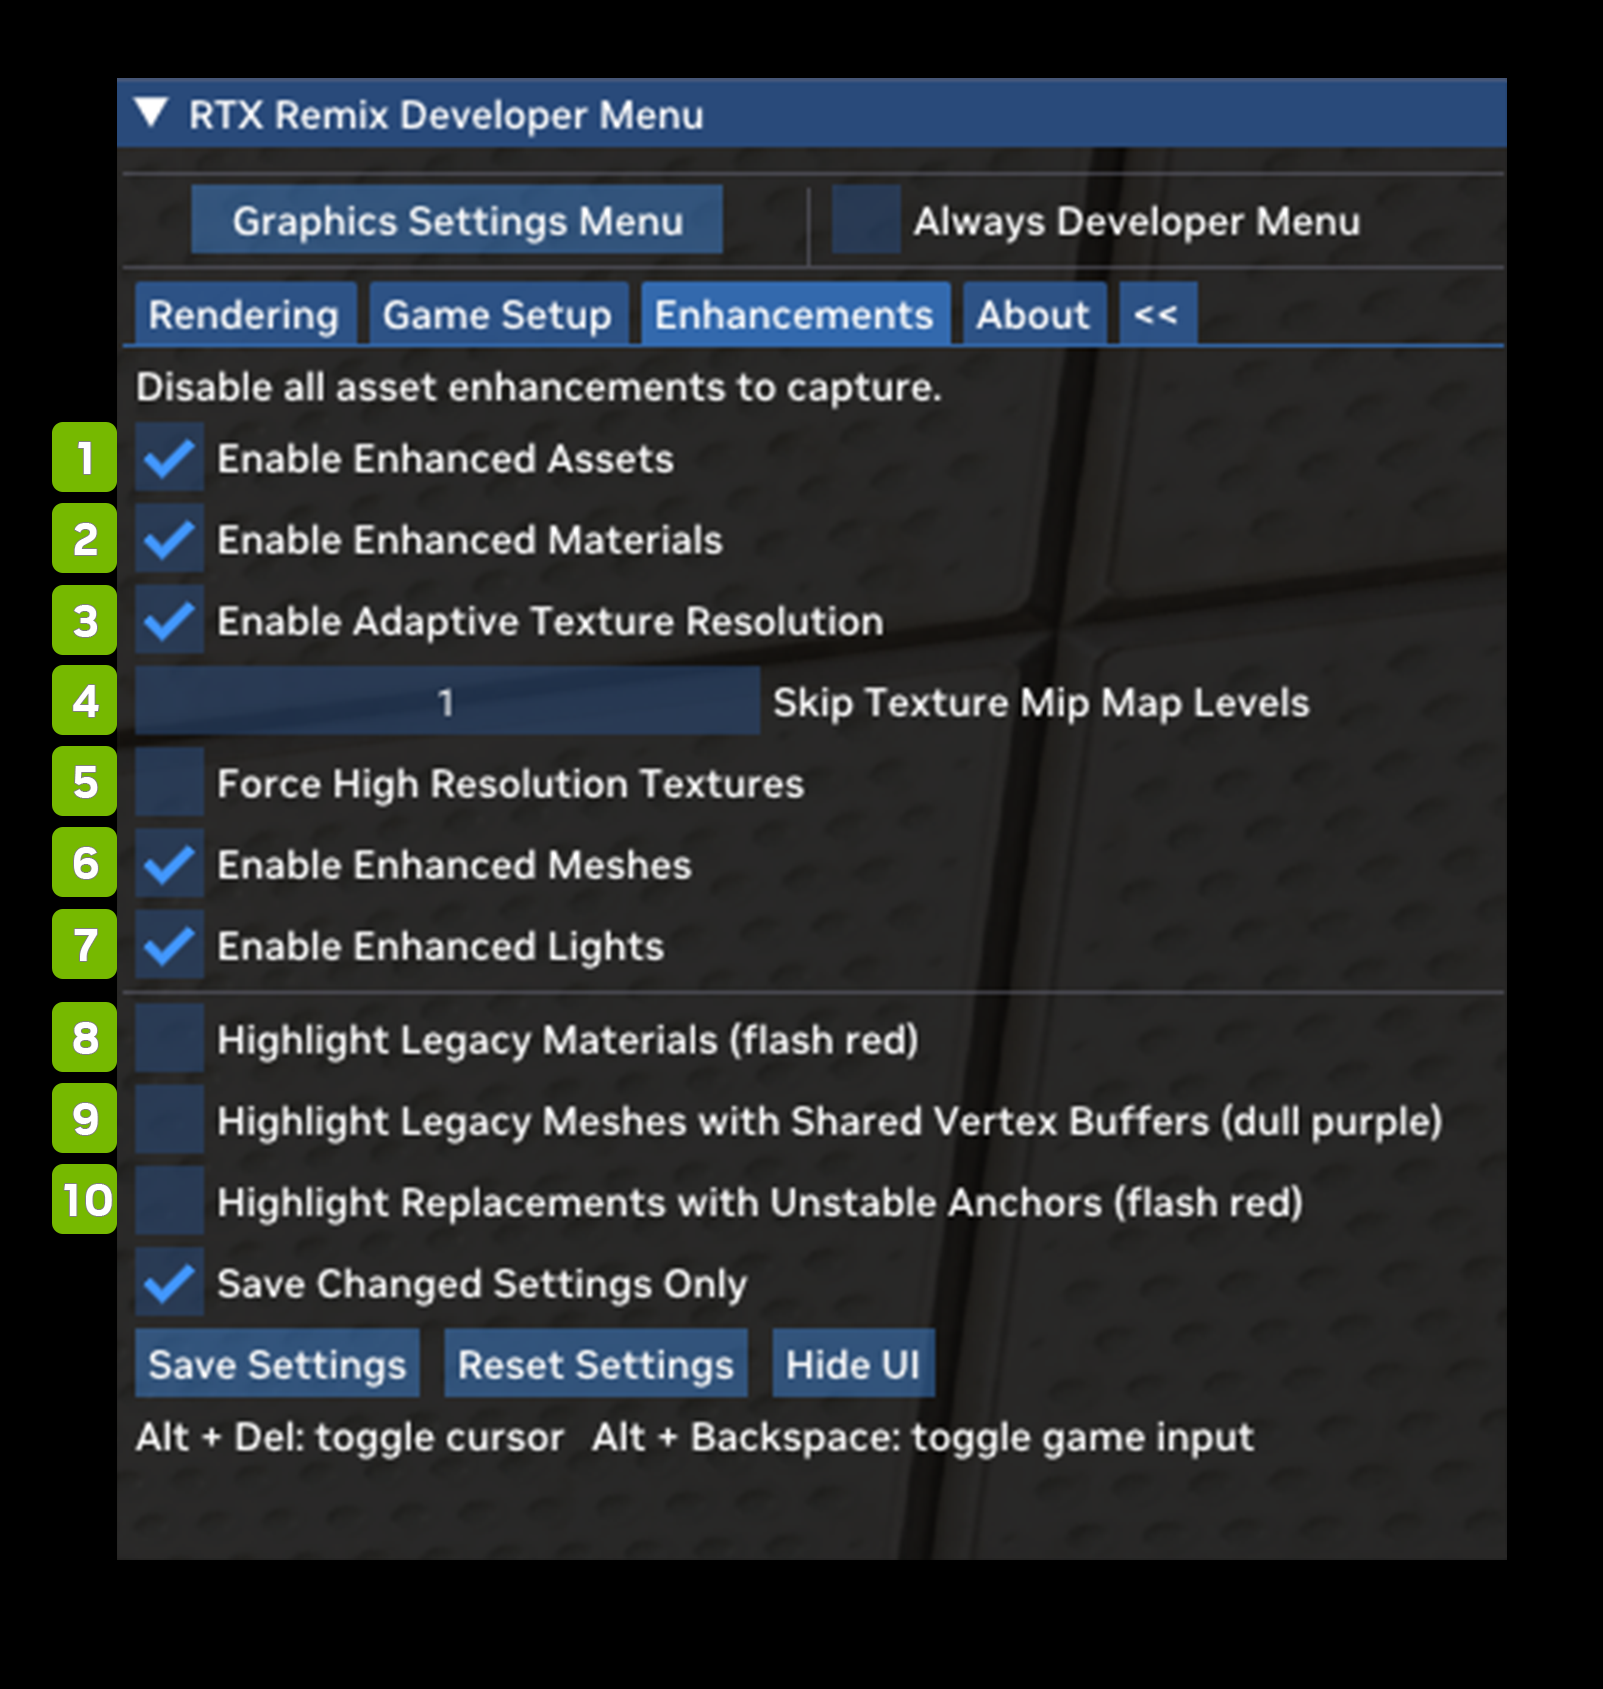 RTX Remix Developer Menu
Graphics Settings Menu Always Developer Menu
Rendering Game Setup Enhancements About <<
Disable all asset enhancements to capture.
1 Enable Enhanced Assets
2 Enable Enhanced Materials
3 Enable Adaptive Texture Resolution
4 1 Skip Texture Mip Map Levels
5 Force High Resolution Textures
6 Enable Enhanced Meshes
7 Enable Enhanced Lights
8 Highlight Legacy Materials (flash red)
9 Highlight Legacy Meshes with Shared Vertex Buffers (dull purple)
10 Highlight Replacements with Unstable Anchors (flash red)
Save Changed Settings Only
Save Settings Reset Settings Hide UI
Alt + Del: toggle cursor Alt + Backspace: toggle game input